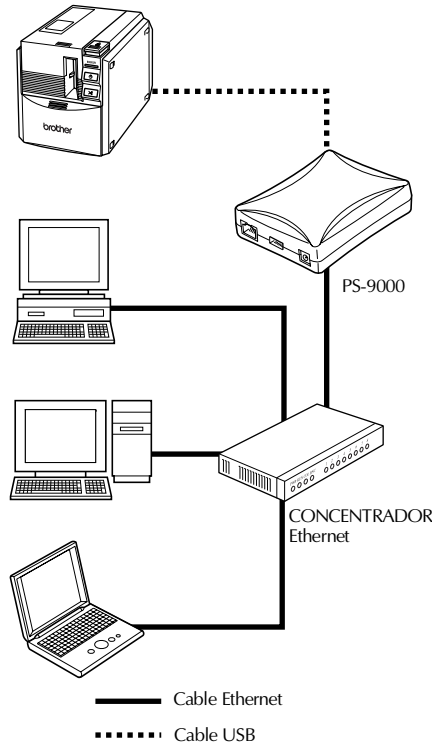 brother
PS-9000
CONCENTRADOR
Ethernet
Cable Ethernet
Cable USB